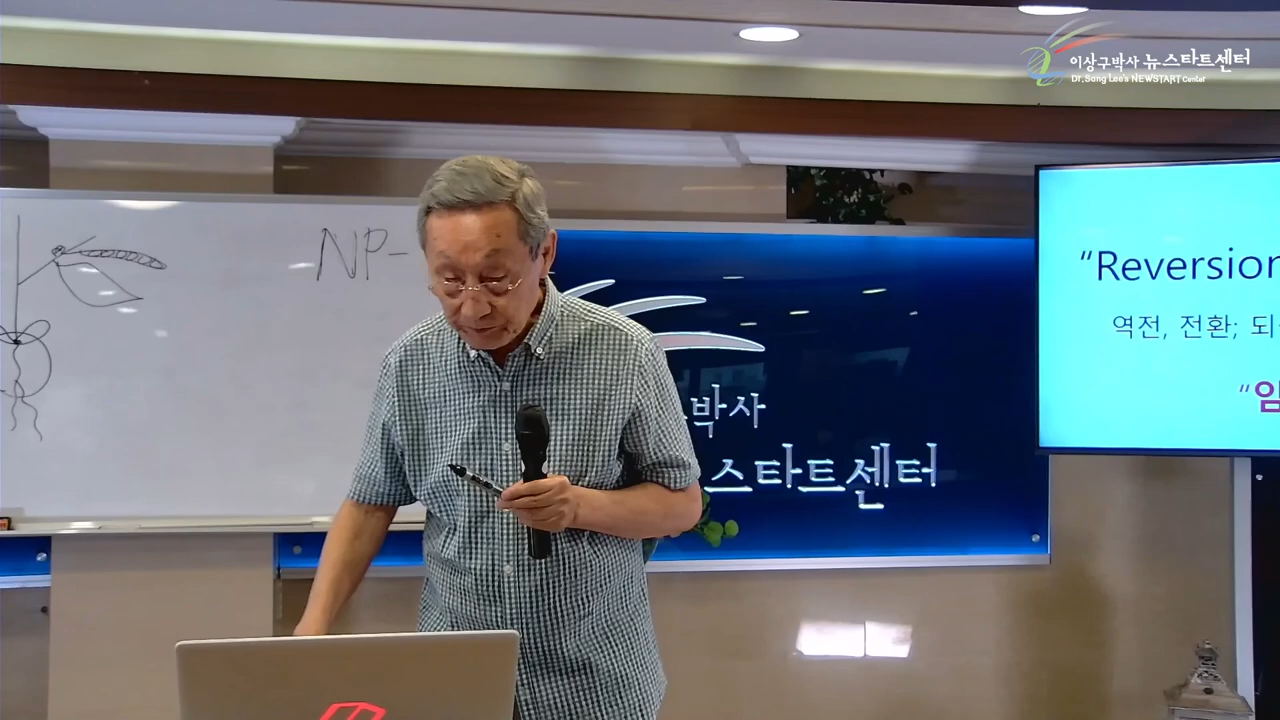 이상구박사 뉴스타트센터
Dr. Sang Lee's NEWSTART Center
NP-
박사
스타트센터
“Reversion
역전, 전환; 되
“암